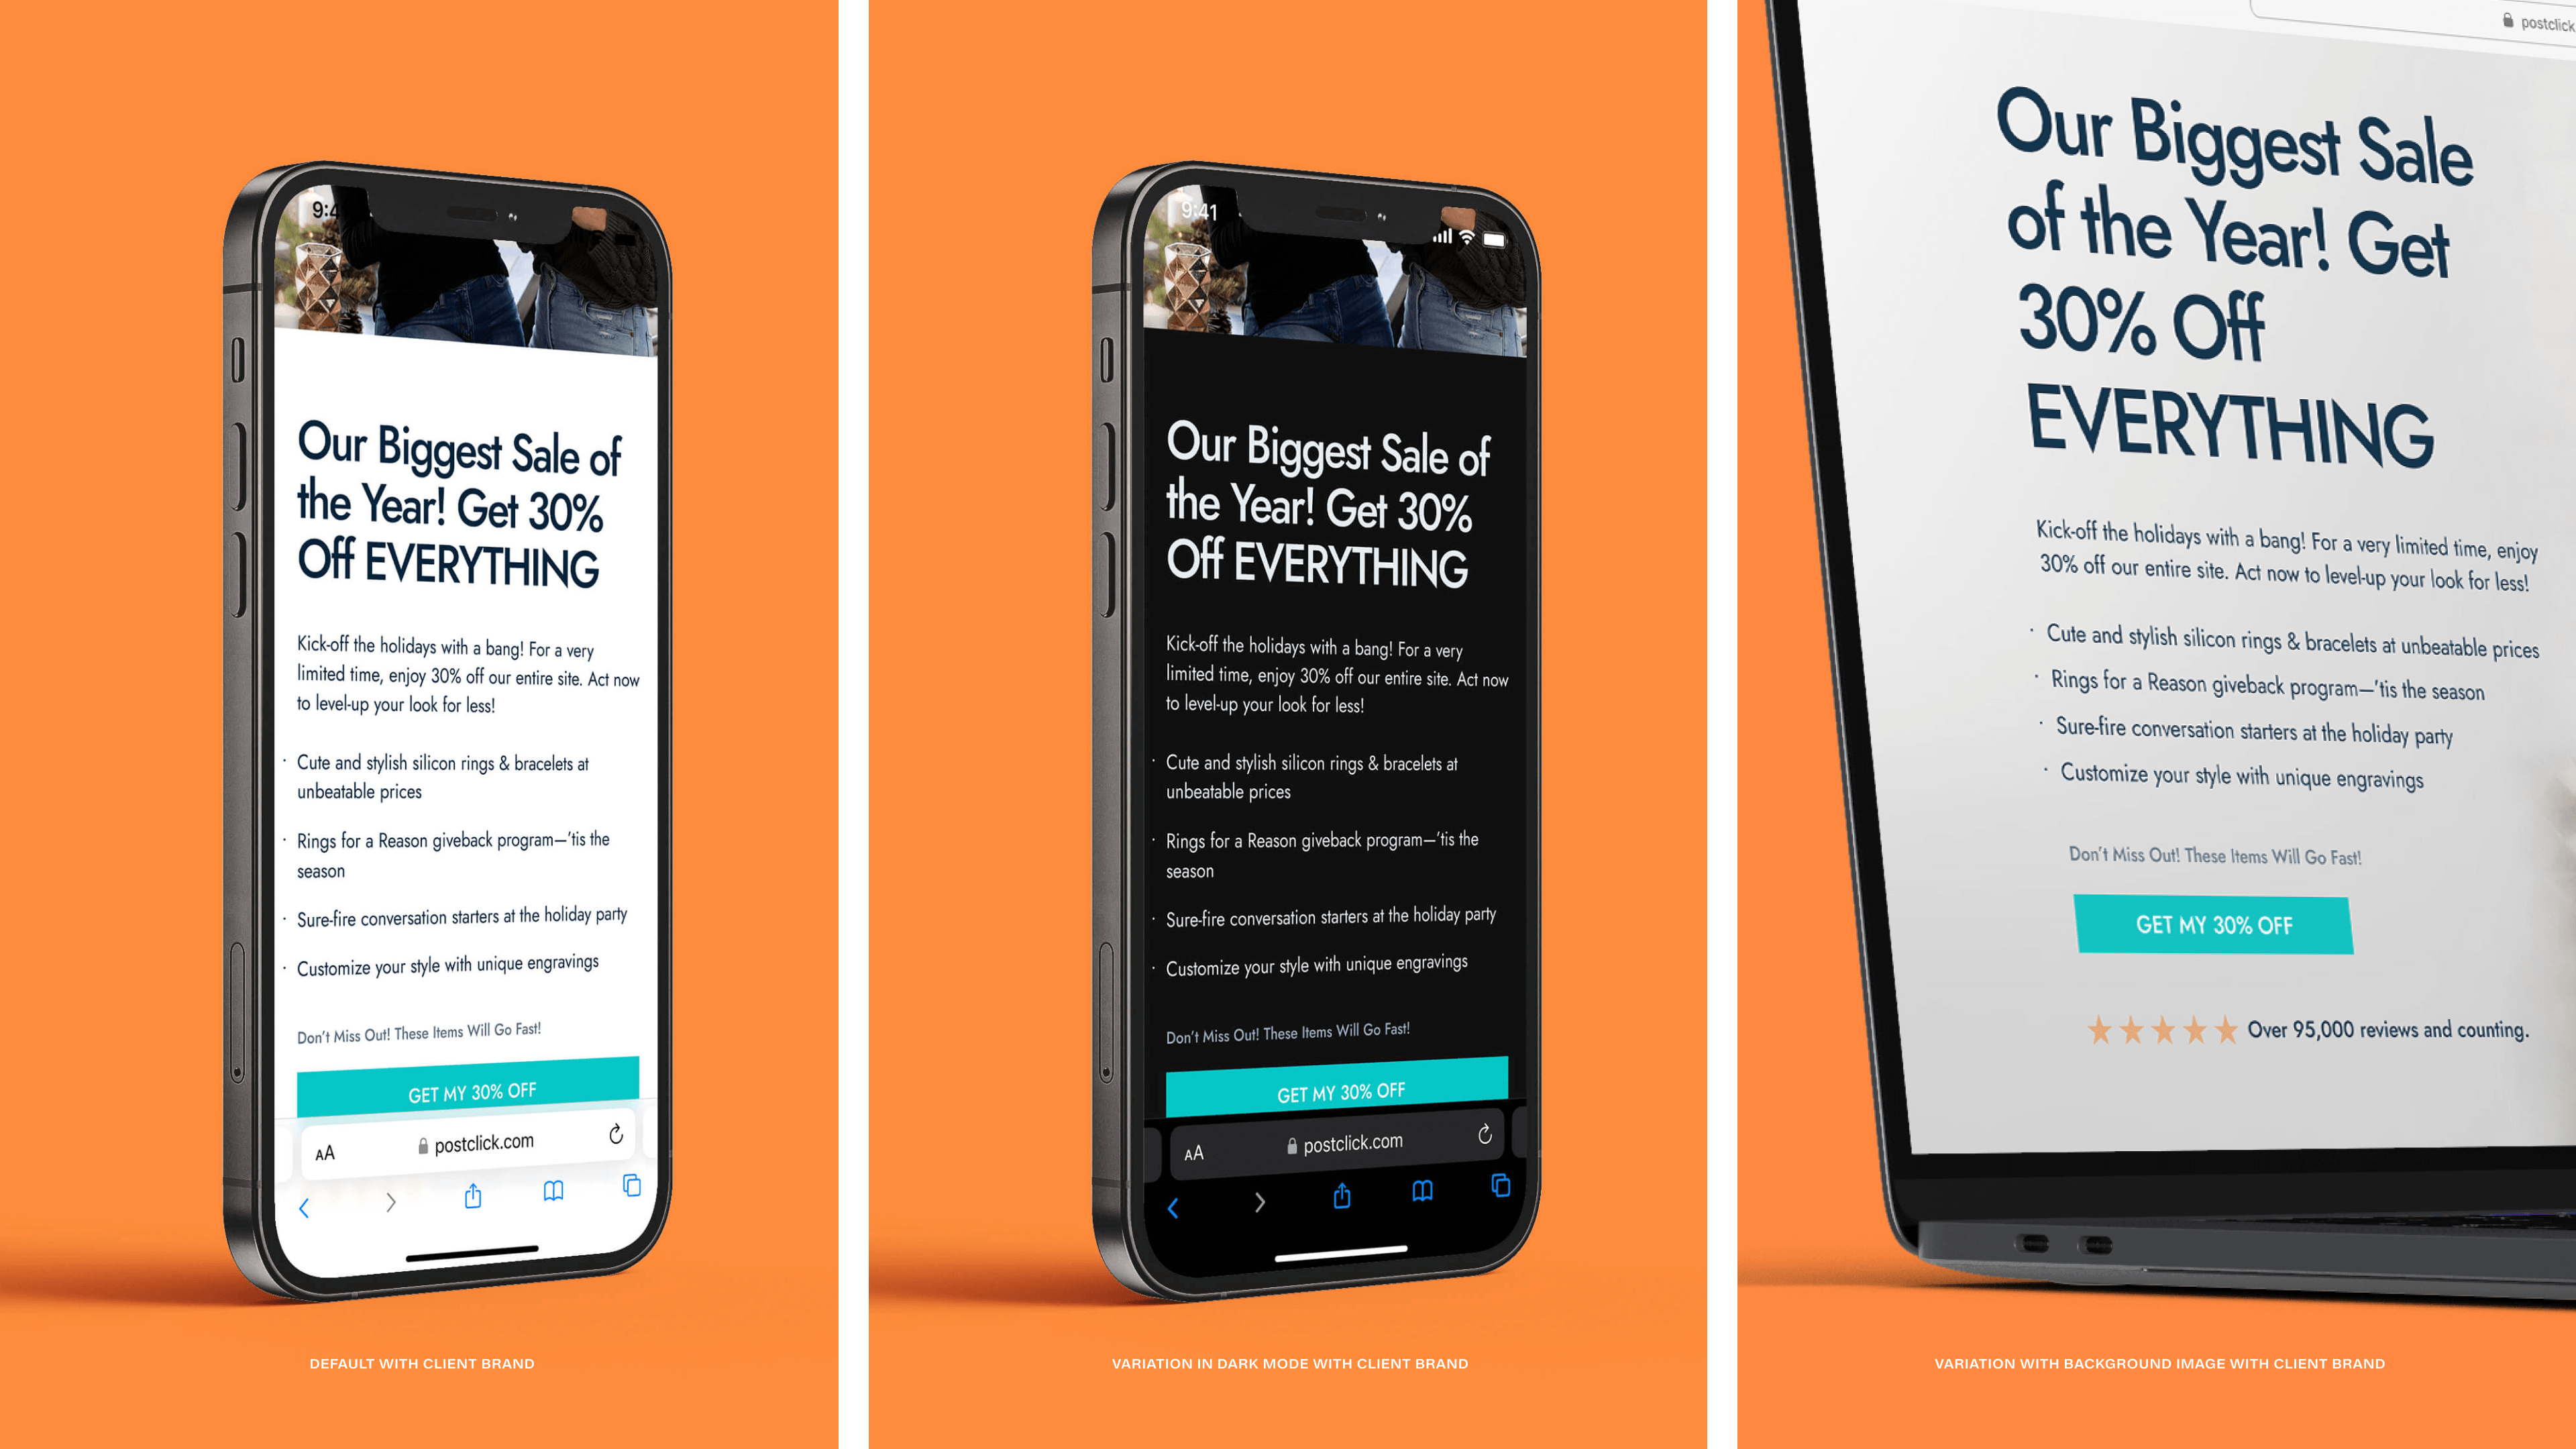 9:4
Our Biggest Sale of
the Year! Get 30%
Off EVERYTHING
Kick-off the holidays with a bang! For a very
limited time, enjoy 30% off our entire site. Act now
to level-up your look for less!
· Cute and stylish silicon rings & bracelets at
unbeatable prices
· Rings for a Reason giveback program—’tis the
season
· Sure-fire conversation starters at the holiday party
· Customize your style with unique engravings
Don’t Miss Out! These Items Will Go Fast!
GET MY 30% OFF
AA postclick.com
DEFAULT WITH CLIENT BRAND
9:41
Our Biggest Sale of
the Year! Get 30%
Off EVERYTHING
Kick-off the holidays with a bang! For a very
limited time, enjoy 30% off our entire site. Act now
to level-up your look for less!
· Cute and stylish silicon rings & bracelets at
unbeatable prices
· Rings for a Reason giveback program—’tis the
season
· Sure-fire conversation starters at the holiday party
· Customize your style with unique engravings
Don’t Miss Out! These Items Will Go Fast!
GET MY 30% OFF
AA postclick.com
VARIATION IN DARK MODE WITH CLIENT BRAND
postclick
Our Biggest Sale
of the Year! Get
30% Off
EVERYTHING
Kick-off the holidays with a bang! For a very limited time, enjoy
30% off our entire site. Act now to level-up your look for less!
· Cute and stylish silicon rings & bracelets at unbeatable prices
· Rings for a Reason giveback program—’tis the season
· Sure-fire conversation starters at the holiday party
· Customize your style with unique engravings
Don’t Miss Out! These Items Will Go Fast!
GET MY 30% OFF
Over 95,000 reviews and counting.
VARIATION WITH BACKGROUND IMAGE WITH CLIENT BRAND